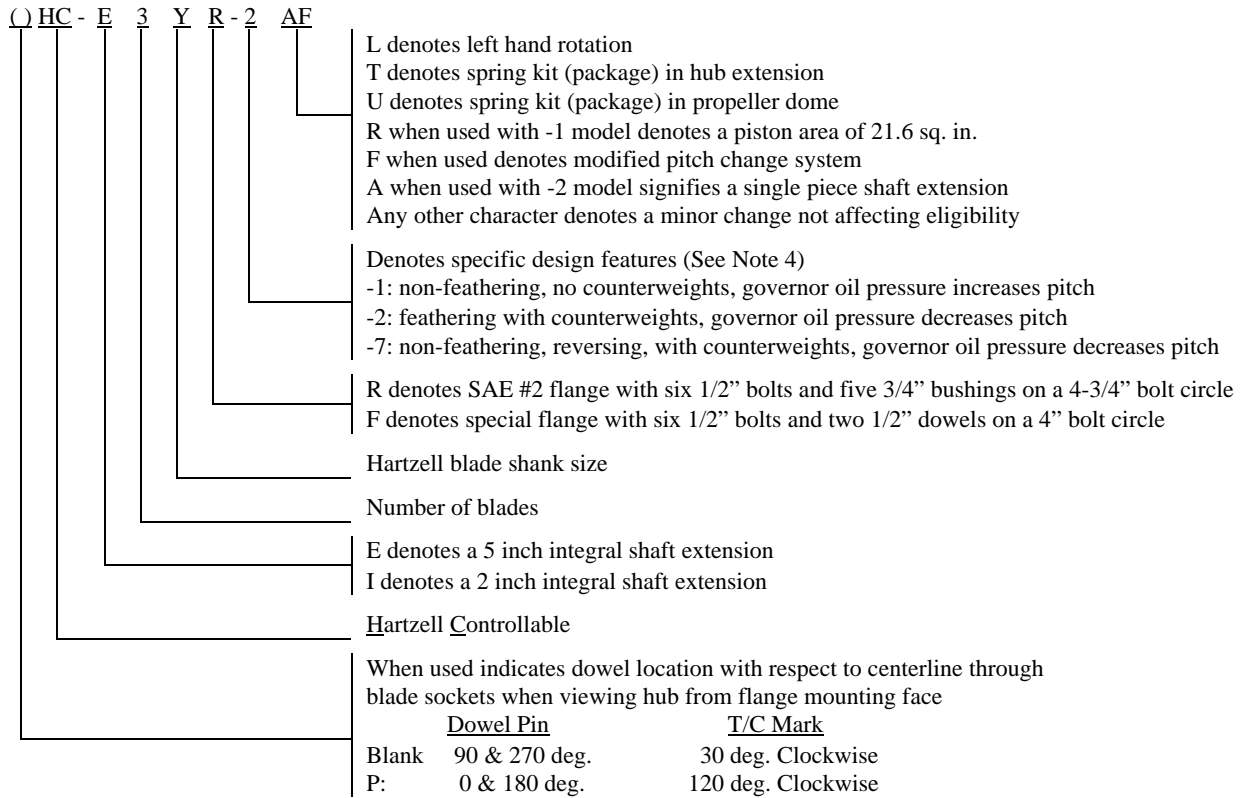 ( ) HC - E 3 Y R - 2 AF
L denotes left hand rotation
T denotes spring kit (package) in hub extension
U denotes spring kit (package) in propeller dome
R when used with -1 model denotes a piston area of 21.6 sq. in.
F when used denotes modified pitch change system
A when used with -2 model signifies a single piece shaft extension
Any other character denotes a minor change not affecting eligibility
Denotes specific design features (See Note 4)
-1: non-feathering, no counterweights, governor oil pressure increases pitch
-2: feathering with counterweights, governor oil pressure decreases pitch
-7: non-feathering, reversing, with counterweights, governor oil pressure decreases pitch
R denotes SAE #2 flange with six 1/2” bolts and five 3/4” bushings on a 4-3/4” bolt circle
F denotes special flange with six 1/2” bolts and two 1/2” dowels on a 4” bolt circle
Hartzell blade shank size
Number of blades
E denotes a 5 inch integral shaft extension
I denotes a 2 inch integral shaft extension
Hartzell Controllable
When used indicates dowel location with respect to centerline through
blade sockets when viewing hub from flange mounting face
Dowel Pin T/C Mark
Blank 90 & 270 deg. 30 deg. Clockwise
P: 0 & 180 deg. 120 deg. Clockwise